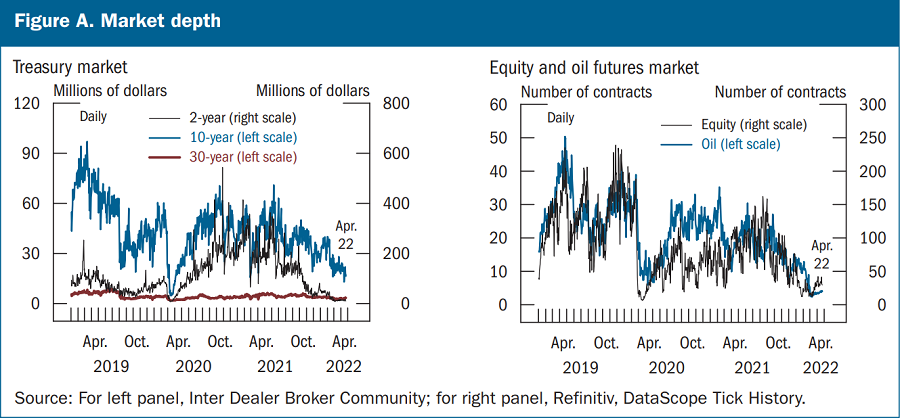 Figure A. Market depth
Treasury market
Millions of dollars
Millions of dollars
120
90
60
30
0
800
600
400
200
0
Daily
2-year (right scale)
10-year (left scale)
30-year (left scale)
Apr.
22
Apr. Oct. Apr. Oct. Apr. Oct. Apr.
2019 2020 2021 2022
Equity and oil futures market
Number of contracts
Number of contracts
60
50
40
30
20
10
0
300
250
200
150
100
50
0
Daily
Equity (right scale)
Oil (left scale)
Apr.
22
Apr. Oct. Apr. Oct. Apr. Oct. Apr.
2019 2020 2021 2022
Source: For left panel, Inter Dealer Broker Community; for right panel, Refinitiv, DataScope Tick History.